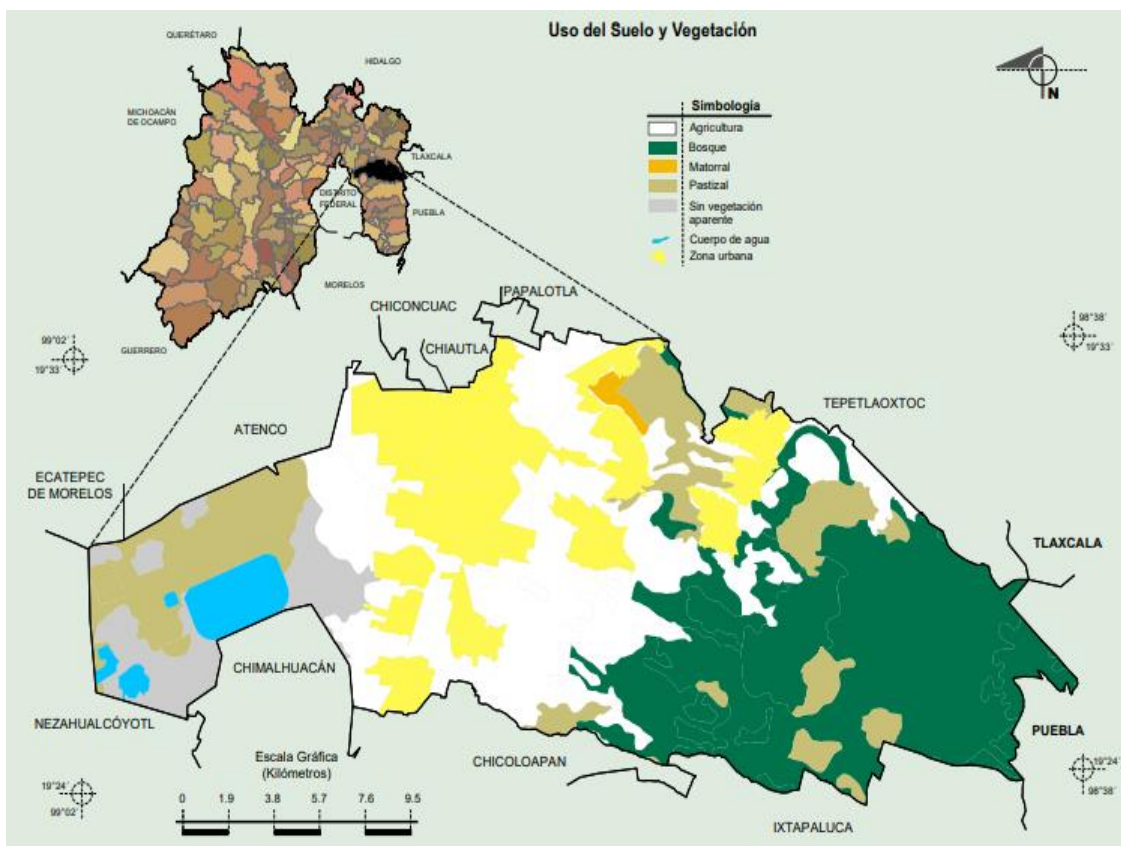 Uso del Suelo y Vegetación
QUERÉTARO
HIDALGO
MICHOACÁN
DE OCAMPO
TLAXCALA
DISTRITO
FEDERAL
PUEBLA
MORELOS
GUERRERO
N
Simbología
Agricultura
Bosque
Matorral
Pastizal
Sin vegetación
aparente
Cuerpo de agua
Zona urbana
PAPALOTLA
CHICONCUAC
CHIAUTLA
99°02´
19°33´
98°38´
19°33´
TEPETLAOXTOC
ATENCO
ECATEPEC
DE MORELOS
TLAXCALA
CHIMALHUACÁN
NEZAHUALCÓYOTL
PUEBLA
CHICOLOAPAN
IXTAPALUCA
Escala Gráfica
(Kilómetros)
0 1.9 3.8 5.7 7.6 9.5
19°24´
99°02´
19°24´
98°38´